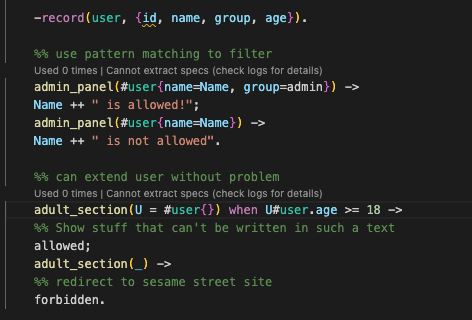 -record(user, {id, name, group, age}).
%% use pattern matching to filter
Used 0 times | Cannot extract specs (check logs for details)
admin_panel(#user{name=Name, group=admin}) ->
Name ++ " is allowed!";
admin_panel(#user{name=Name}) ->
Name ++ " is not allowed".
%% can extend user without problem
Used 0 times | Cannot extract specs (check logs for details)
adult_section(U = #user{}) when U#user.age >= 18 ->
%% Show stuff that can't be written in such a text
allowed;
adult_section(_) ->
%% redirect to sesame street site
forbidden.